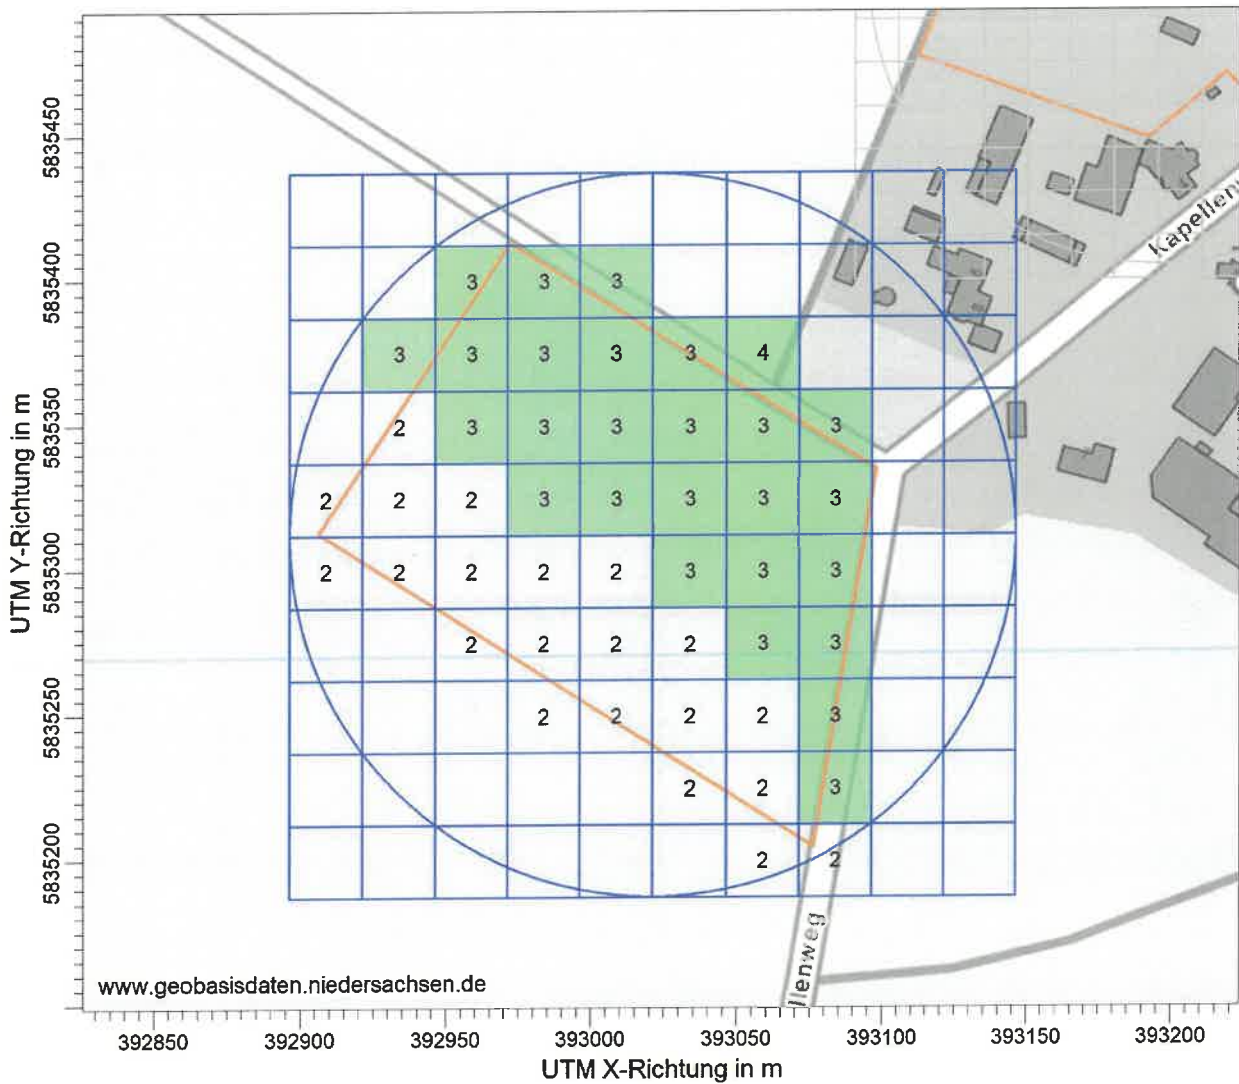 5835450
Kapellenw
5835400
3 3 3
3 3 3 3 3 4
5835350
2 3 3 3 3 3 3
2 2 2 3 3 3 3 3
UTM Y-Richtung in m
5835300
2 2 2 2 2 3 3 3
2 2 2 2 3 3
5835250
2 2 2 2 3
2 2 3
5835200
2 2
llenweg
www.geobasisdaten.niedersachsen.de
392850 392900 392950 393000 393050 393100 393150 393200
UTM X-Richtung in m